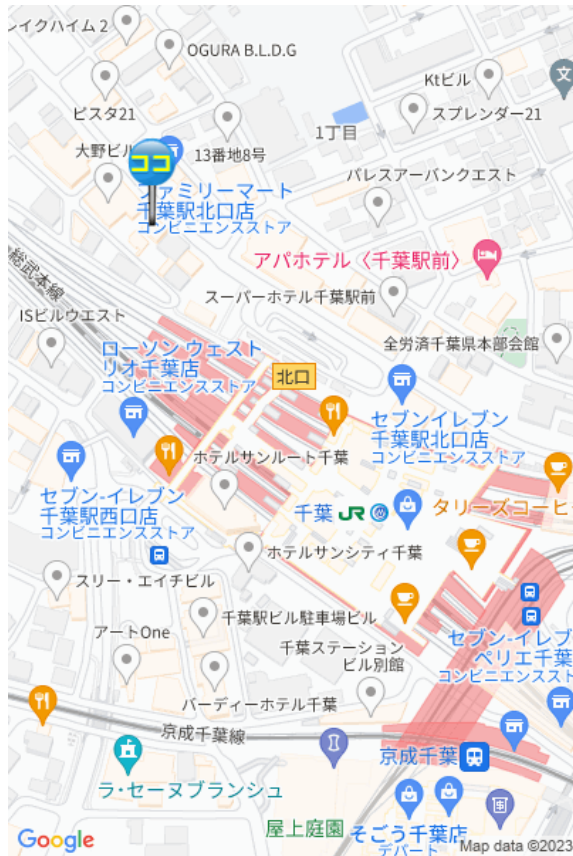 レイクハイム 2
OGURA B.L.D.G
Ktビル
文
ビスタ21
スプレンダー21
1丁目
大野ビル
13番地8号
ココ
パレスアーバンクエスト
ファミリーマート
千葉駅北口店
コンビニエンスストア
アパホテル〈千葉駅前〉
総武本線
スーパーホテル千葉駅前
ISビルウエスト
全労済千葉県本部会館
ローソン ウェスト
リオ千葉店
コンビニエンスストア
北口
セブンイレブン
千葉駅北口店
コンビニエンスストア
ホテルサンルート千葉
セブン-イレブン
千葉駅西口店
コンビニエンスストア
千葉 JR
タリーズコーヒ
ホテルサンシティ千葉
スリー・エイチビル
千葉駅ビル駐車場ビル
アートOne
千葉ステーション
ビル別館
セブン-イレブ
ペリエ千葉
コンビニエンススト
バーディーホテル千葉
京成千葉線
京成千葉
ラ・セーヌブランシュ
屋上庭園
そごう千葉店
デパート
Google
Map data ©2023